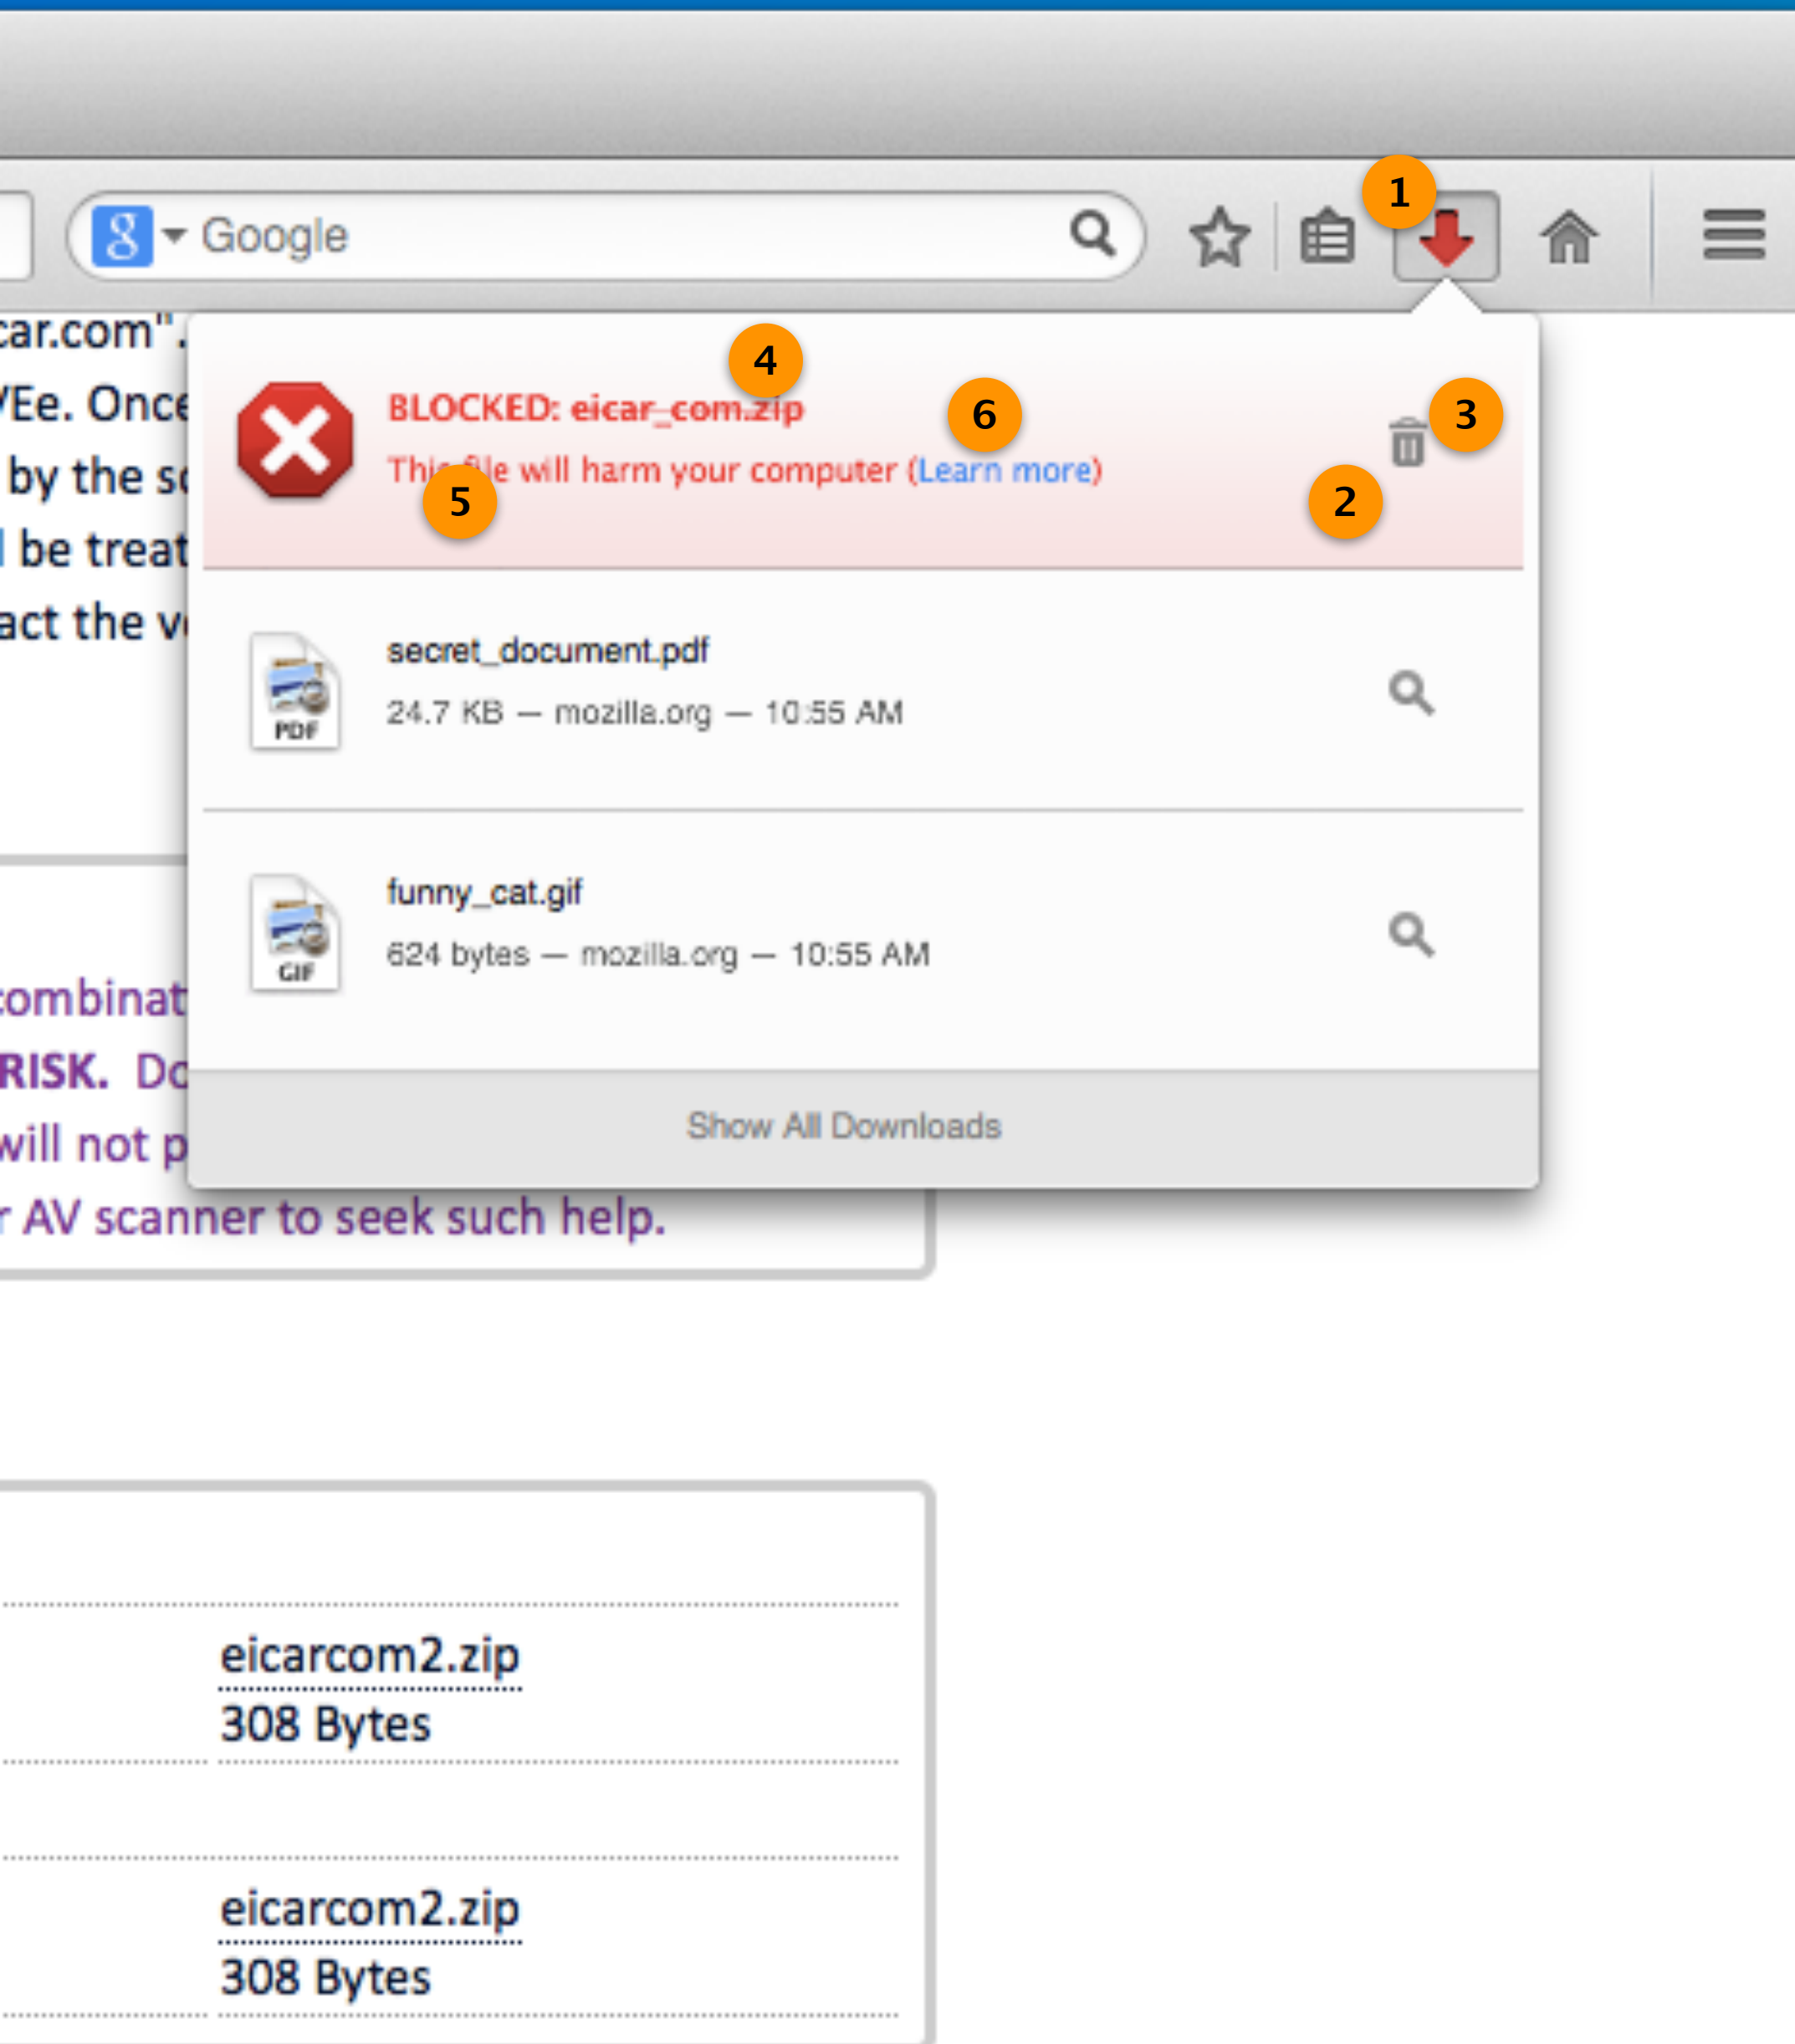 1
Google
car.com".
VEe. Once
4
BLOCKED: eicar_com.zip
6
3
by the sc
This file will harm your computer (Learn more)
5
2
be treat
act the ve
secret_document.pdf
24.7 KB — mozilla.org — 10:55 AM
PDF
funny_cat.gif
624 bytes — mozilla.org — 10:55 AM
GIF
combinat
RISK. Do
will not p
Show All Downloads
r AV scanner to seek such help.
eicarcom2.zip
308 Bytes
eicarcom2.zip
308 Bytes